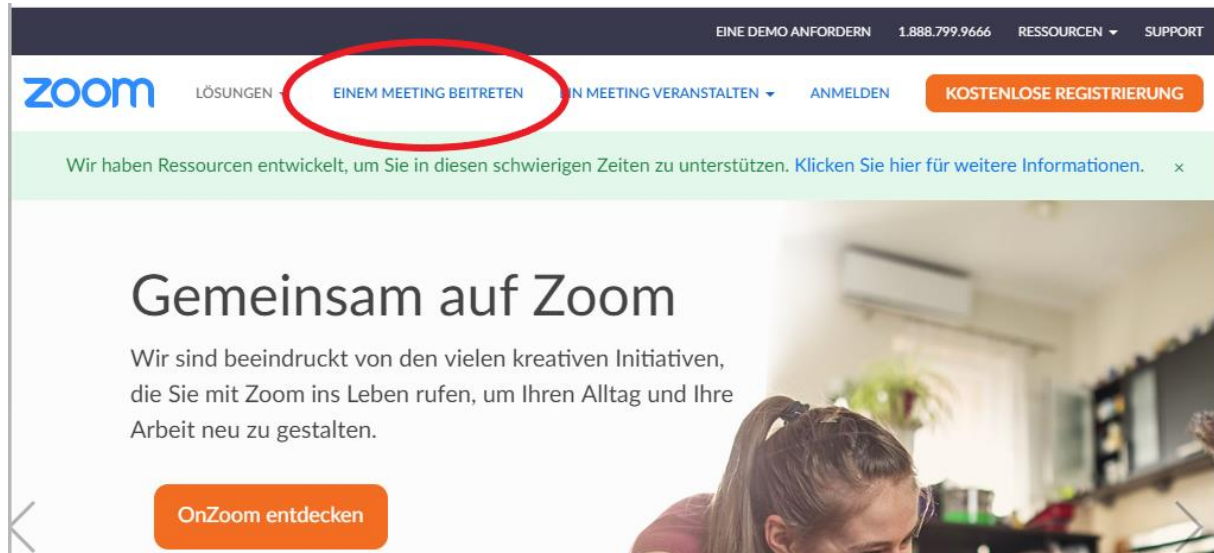 EINE DEMO ANFORDERN 1.888.799.9666 RESSOURCEN SUPPORT
zoom LÖSUNGEN EINEM MEETING BEITRETEN EIN MEETING VERANSTALTEN ANMELDEN KOSTENLOSE REGISTRIERUNG
Wir haben Ressourcen entwickelt, um Sie in diesen schwierigen Zeiten zu unterstützen. Klicken Sie hier für weitere Informationen. ×
Gemeinsam auf Zoom
Wir sind beeindruckt von den vielen kreativen Initiativen,
die Sie mit Zoom ins Leben rufen, um Ihren Alltag und Ihre
Arbeit neu zu gestalten.
OnZoom entdecken